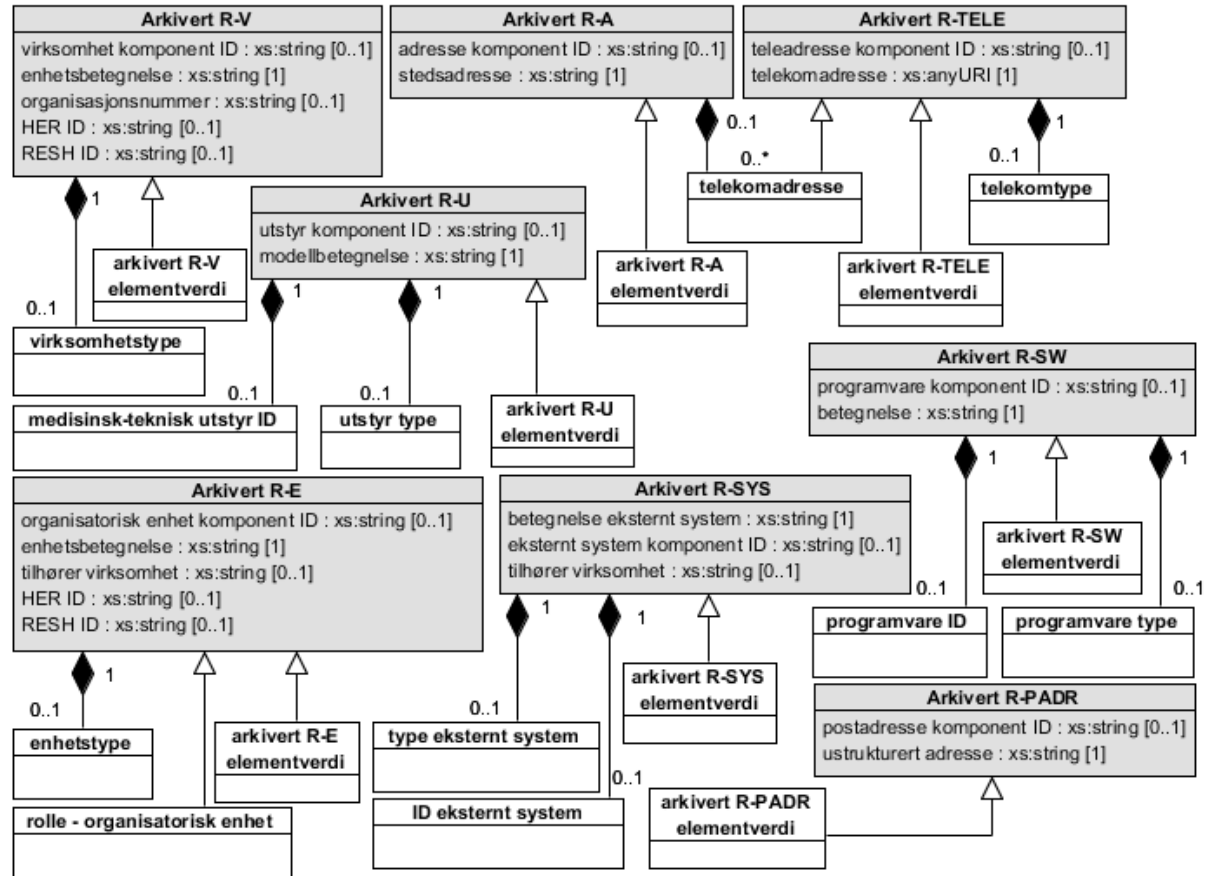 Arkivert R-V
virksomhet komponent ID : xs:string [0..1]
enhetsbetegnelse : xs:string [1]
organisasjonsnummer : xs:string [0..1]
HER ID : xs:string [0..1]
RESH ID : xs:string [0..1]
1
arkivert R-V
elementverdi
0..1
virksomhetstype
Arkivert R-A
adresse komponent ID : xs:string [0..1]
stedsadresse : xs:string [1]
0..1
0..*
telekomadresse
arkivert R-A
elementverdi
Arkivert R-TELE
teleadresse komponent ID : xs:string [0..1]
telekomadresse : xs:anyURI [1]
1
0..1
telekomtype
arkivert R-TELE
elementverdi
Arkivert R-U
utstyr komponent ID : xs:string [0..1]
modellbetegnelse : xs:string [1]
1
1
0..1
0..1
medisinsk-teknisk utstyr ID
utstyr type
arkivert R-U
elementverdi
Arkivert R-SW
programvare komponent ID : xs:string [0..1]
betegnelse : xs:string [1]
1
1
arkivert R-SW
elementverdi
0..1
0..1
programvare ID
programvare type
Arkivert R-E
organisatorisk enhet komponent ID : xs:string [0..1]
enhetsbetegnelse : xs:string [1]
tilhører virksomhet : xs:string [0..1]
HER ID : xs:string [0..1]
RESH ID : xs:string [0..1]
1
0..1
enhetstype
arkivert R-E
elementverdi
rolle - organisatorisk enhet
Arkivert R-SYS
betegnelse eksternt system : xs:string [1]
eksternt system komponent ID : xs:string [0..1]
tilhører virksomhet : xs:string [0..1]
1
1
arkivert R-SYS
elementverdi
0..1
type eksternt system
0..1
ID eksternt system
Arkivert R-PADR
postadresse komponent ID : xs:string [0..1]
ustrukturert adresse : xs:string [1]
arkivert R-PADR
elementverdi